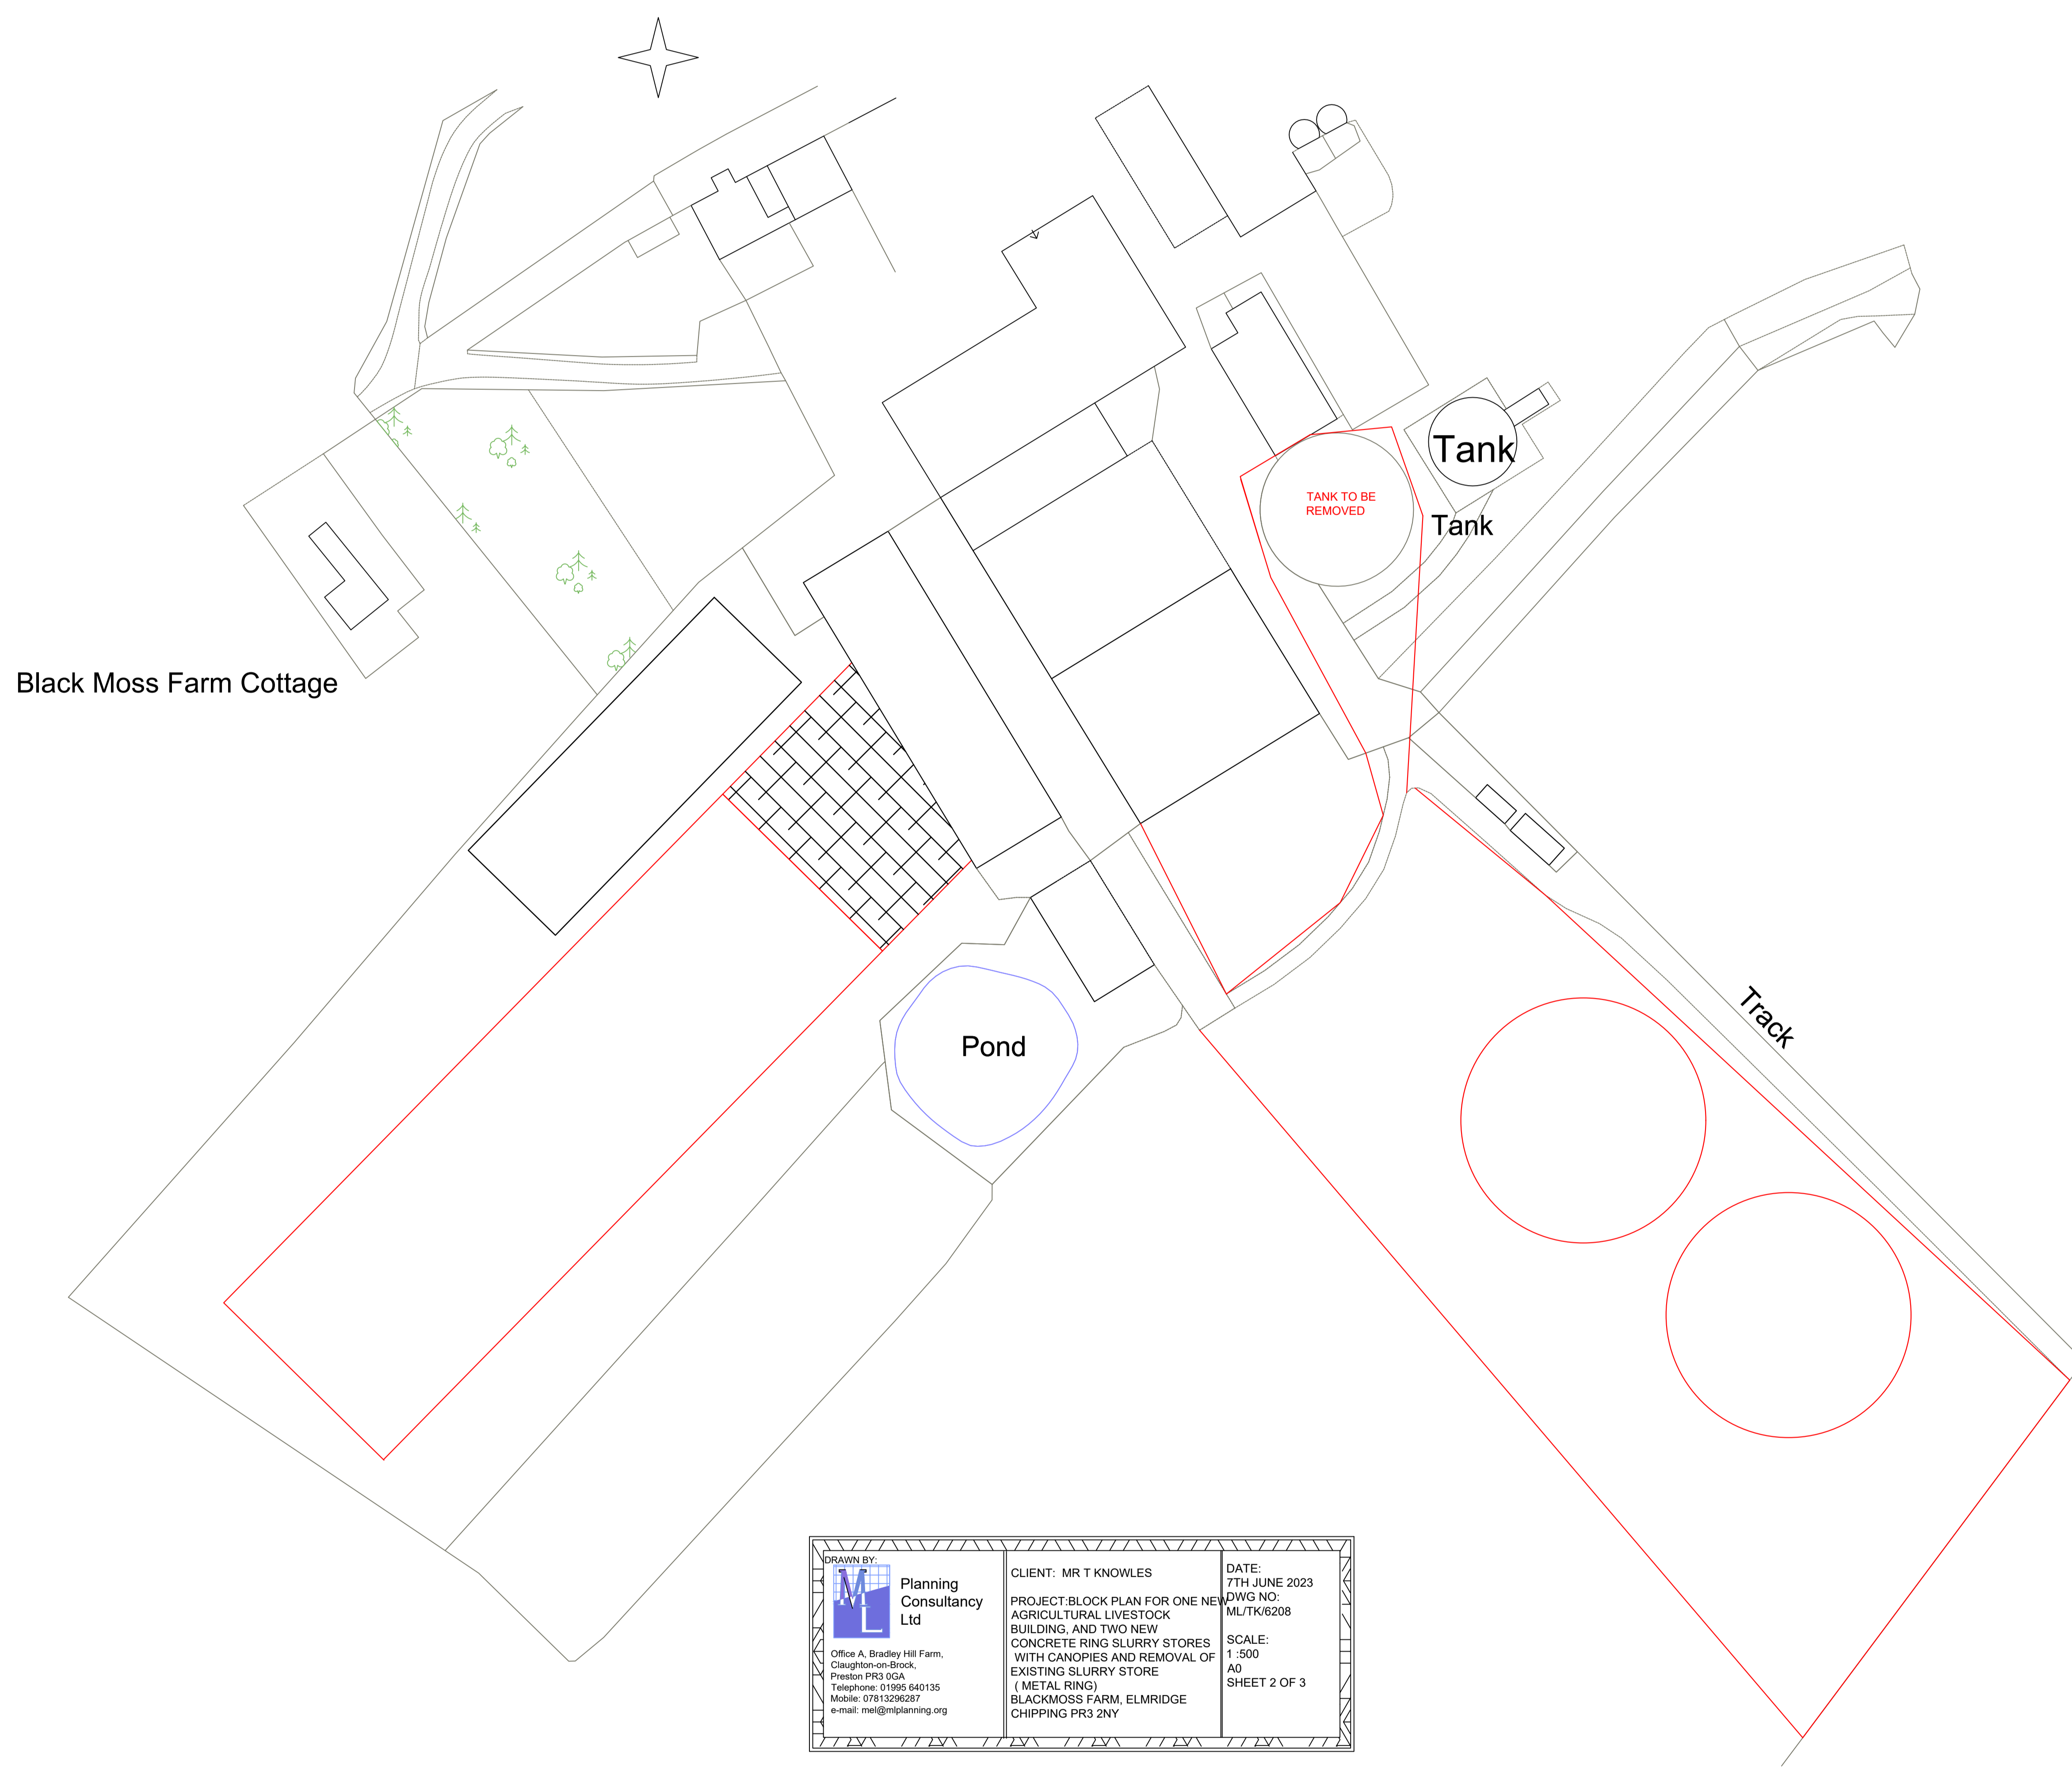 Tank
TANK TO BE
REMOVED
Tank
Black Moss Farm Cottage
Track
Pond
DRAWN BY:
M
L
Planning
Consultancy
Ltd
Office A, Bradley Hill Farm,
Claughton-on-Brock,
Preston PR3 0GA
Telephone: 01995 640135
Mobile: 07813296287
e-mail: mel@mlplanning.org
CLIENT: MR T KNOWLES
PROJECT:BLOCK PLAN FOR ONE NEW
AGRICULTURAL LIVESTOCK
BUILDING, AND TWO NEW
CONCRETE RING SLURRY STORES
WITH CANOPIES AND REMOVAL OF
EXISTING SLURRY STORE
( METAL RING)
BLACKMOSS FARM, ELMRIDGE
CHIPPING PR3 2NY
DATE:
7TH JUNE 2023
DWG NO:
ML/TK/6208
SCALE:
1 :500
A0
SHEET 2 OF 3